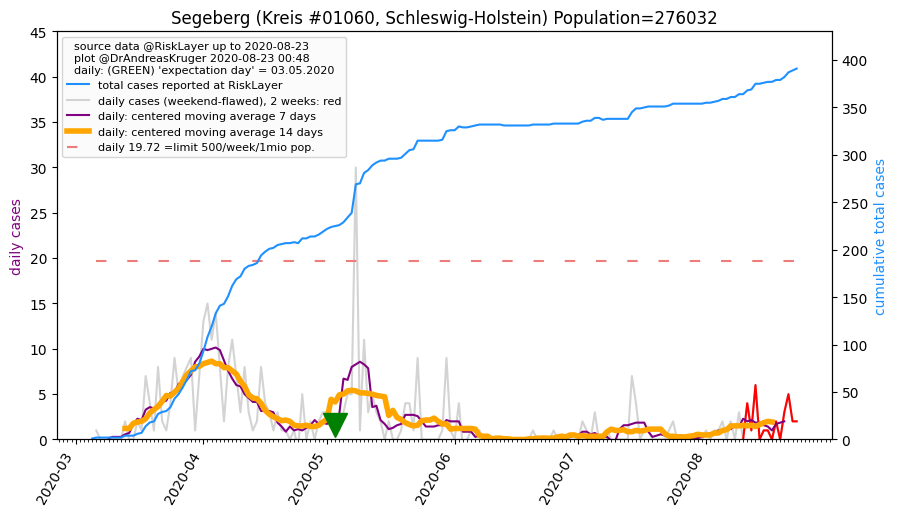 Segeberg (Kreis #01060, Schleswig-Holstein) Population=276032
source data @RiskLayer up to 2020-08-23
plot @DrAndreasKruger 2020-08-23 00:48
daily: (GREEN) 'expectation day' = 03.05.2020
total cases reported at RiskLayer
daily cases (weekend-flawed), 2 weeks: red
daily: centered moving average 7 days
daily: centered moving average 14 days
daily 19.72 =limit 500/week/1mio pop.
daily cases
45
40
35
30
25
20
15
10
5
0
cumulative total cases
400
350
300
250
200
150
100
50
0
2020-03
2020-04
2020-05
2020-06
2020-07
2020-08